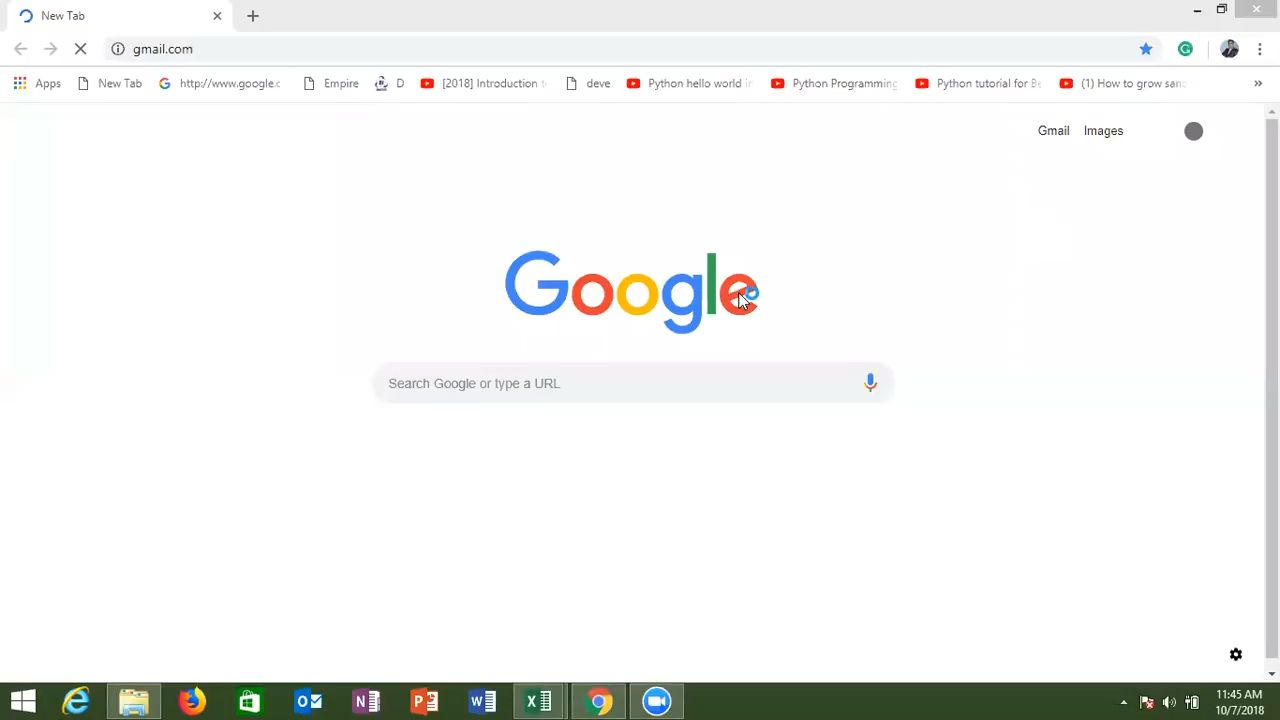 New Tab
gmail.com
Apps New Tab http://www.google.c Empire D [2018] Introduction t deve Python hello world i Python Programming Python tutorial for Be (1) How to grow sand »
Gmail Images
Google
Search Google or type a URL
11:45 AM
10/7/2018